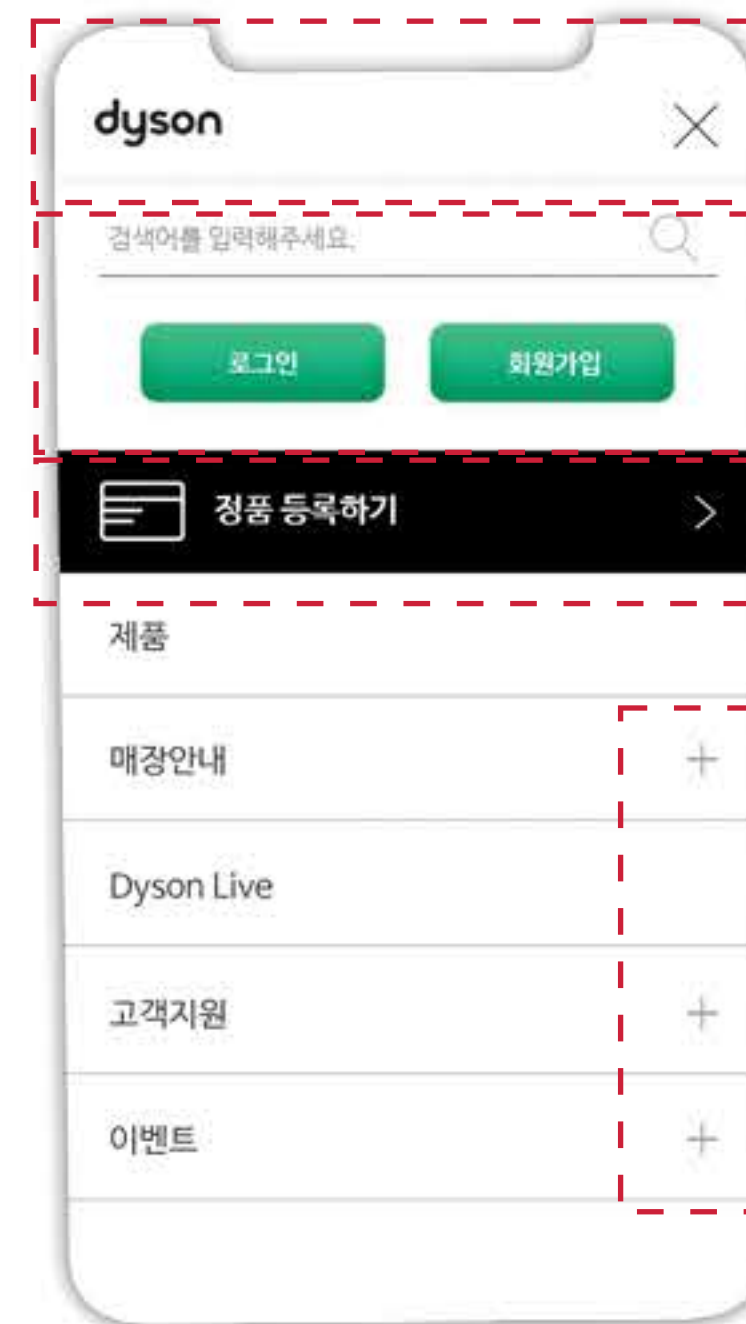 dyson
검색어를 입력해주세요.
로그인 회원가입
정품 등록하기
제품
매장안내
Dyson Live
고객지원
이벤트